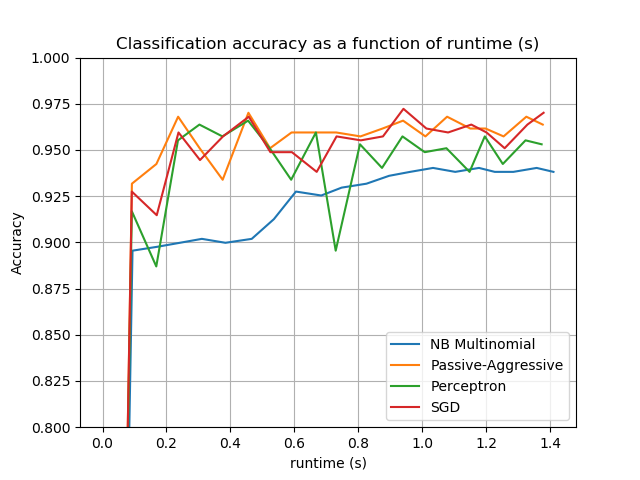 Classification accuracy as a function of runtime (s)
1.000
0.975
0.950
0.925
0.900
0.875
0.850
0.825
0.800
Accuracy
NB Multinomial
Passive-Aggressive
Perceptron
SGD
0.0 0.2 0.4 0.6 0.8 1.0 1.2 1.4
runtime (s)